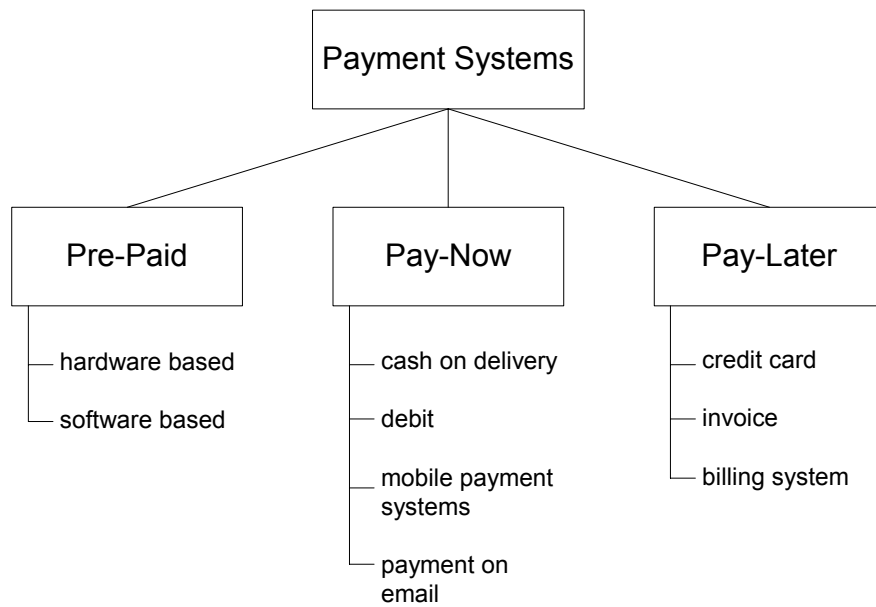 Payment Systems
Pre-Paid
Pay-Now
Pay-Later
hardware based
software based
cash on delivery
debit
mobile payment
systems
payment on
email
credit card
invoice
billing system